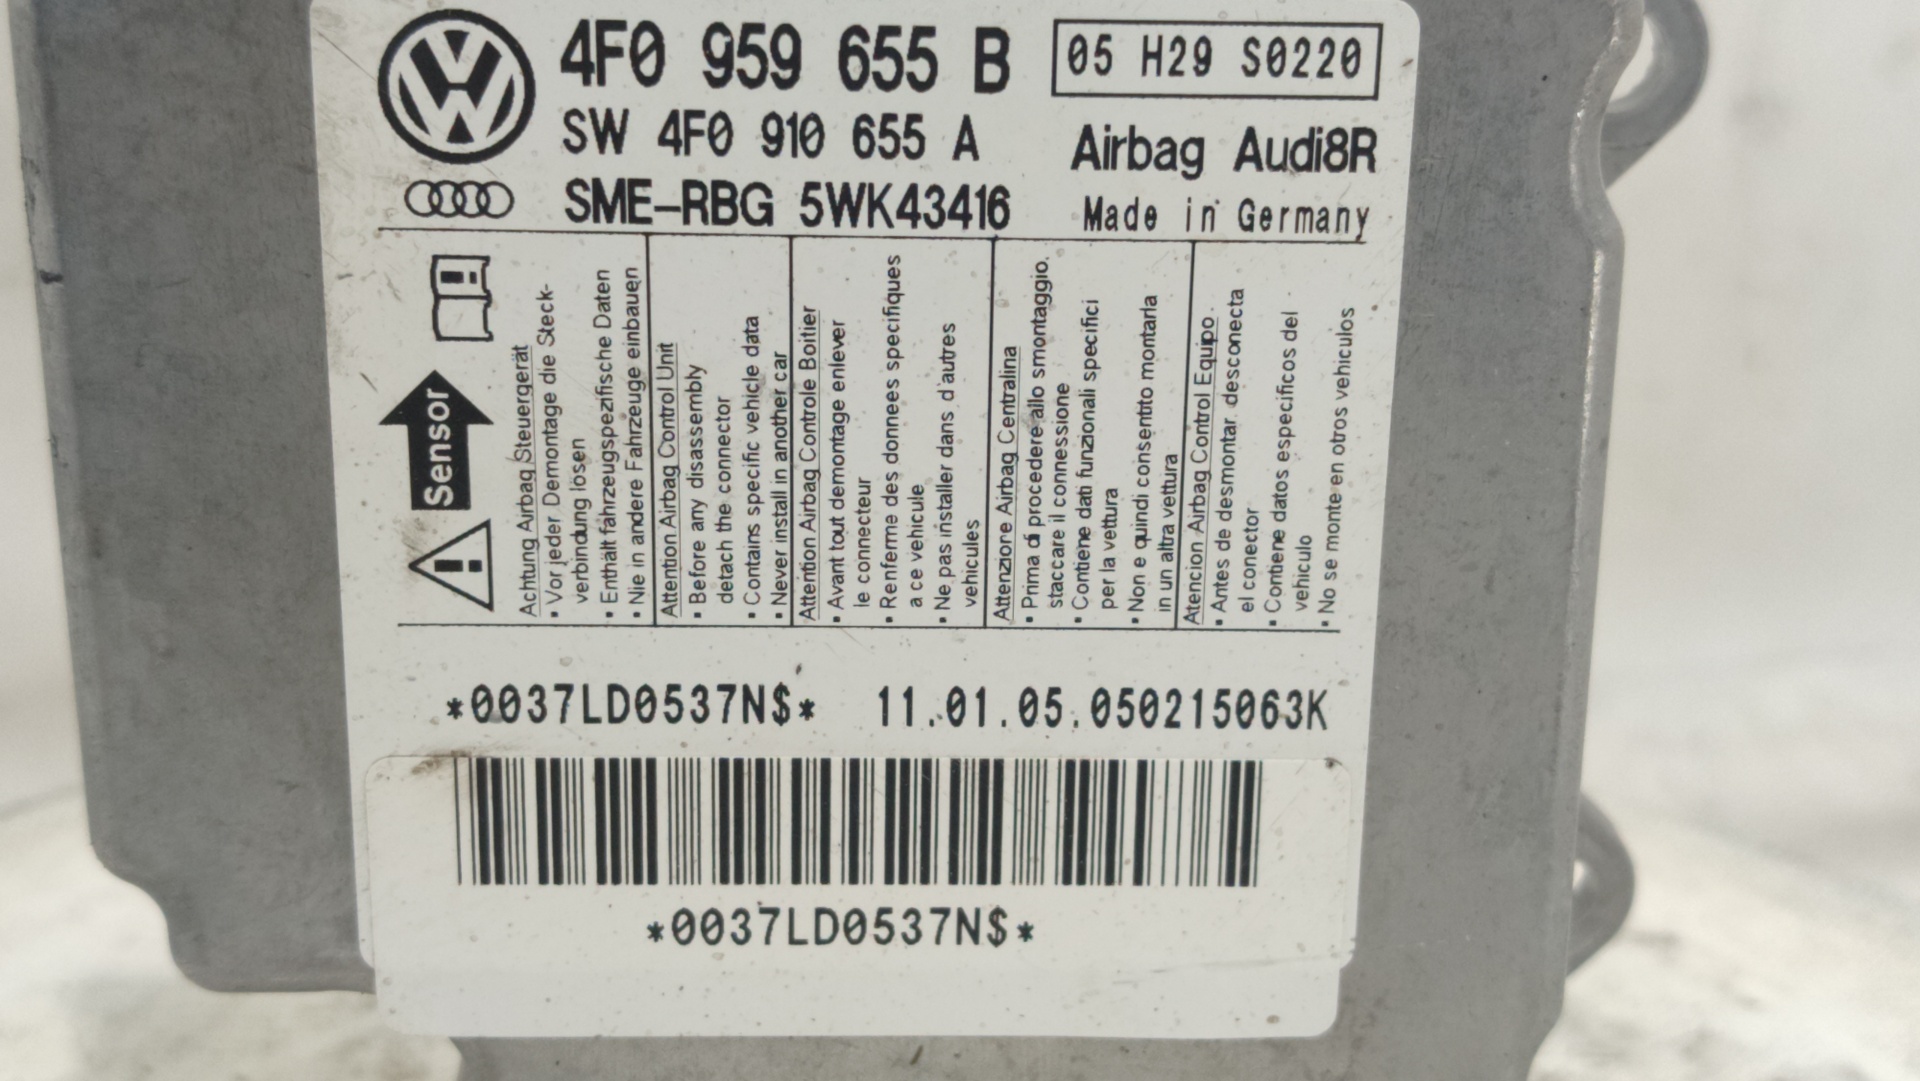 4F0 959 655 B
05 H29 S0220
SW 4F0 910 655 A
Airbag Audi8R
SME-RBG 5WK43416
Made in Germany
Sensor
Achtung Airbag Steuergerät
• Vor jeder Demontage die Steck-
verbindung lösen
• Enthält fahrzeugspezifische Daten
• Nie in andere Fahrzeuge einbauen
Attention Airbag Control Unit
• Before any disassembly
detach the connector
• Contains specific vehicle data
• Never install in another car
Attention Airbag Controle Boitier
• Avant tout demontage enlever
le connecteur
• Renferme des donnees specifiques
a ce vehicule
• Ne pas installer dans d'autres
vehicules
Attenzione Airbag Centralina
• Prima di procedere allo smontaggio.
staccare il connessione
• Contiene dati funzionali specifici
per la vettura
• Non e quindi consentito montarla
in un altra vettura
Atencion Airbag Control Equipo.
• Antes de desmontar desconecta
el conector
• Contiene datos especificos del
vehiculo
• No se monte en otros vehiculos
*0037LD0537N$* 11.01.05.050215063K
*0037LD0537N$*